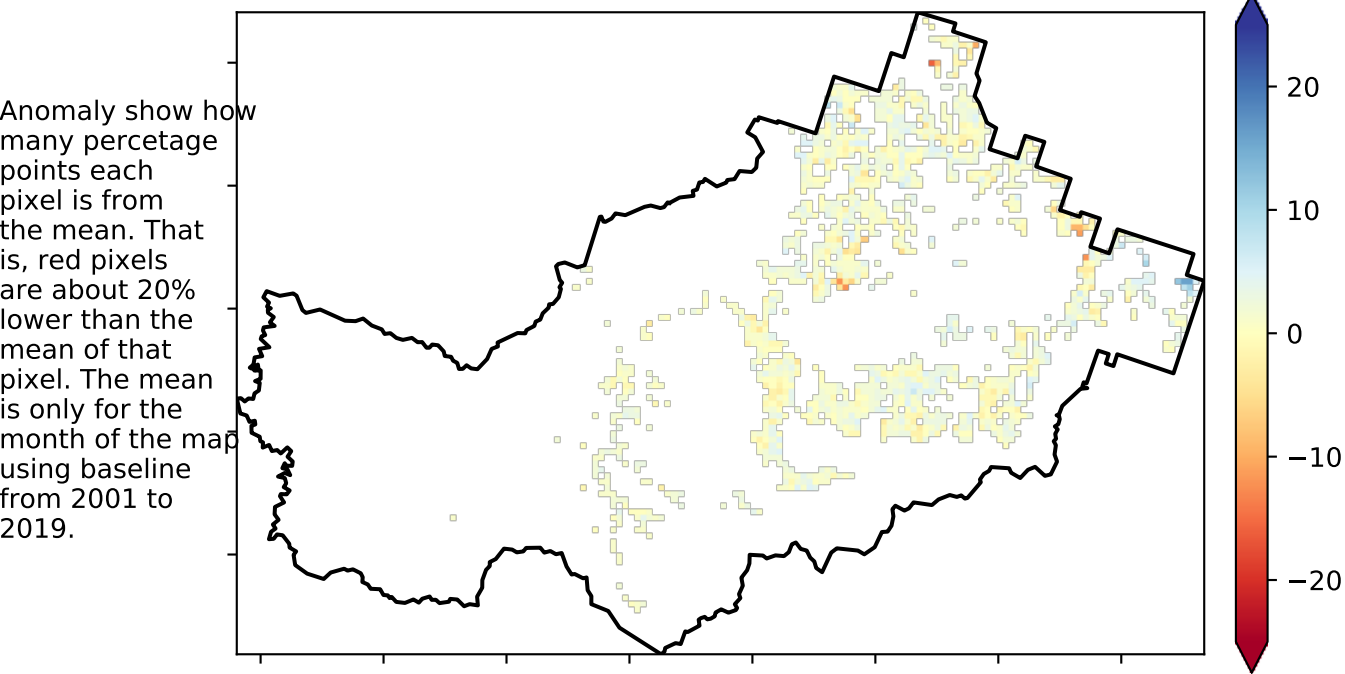 Anomaly show how
many percetage
points each
pixel is from
the mean. That
is, red pixels
are about 20%
lower than the
mean of that
pixel. The mean
is only for the
month of the map
using baseline
from 2001 to
2019.
20
10
0
−10
−20